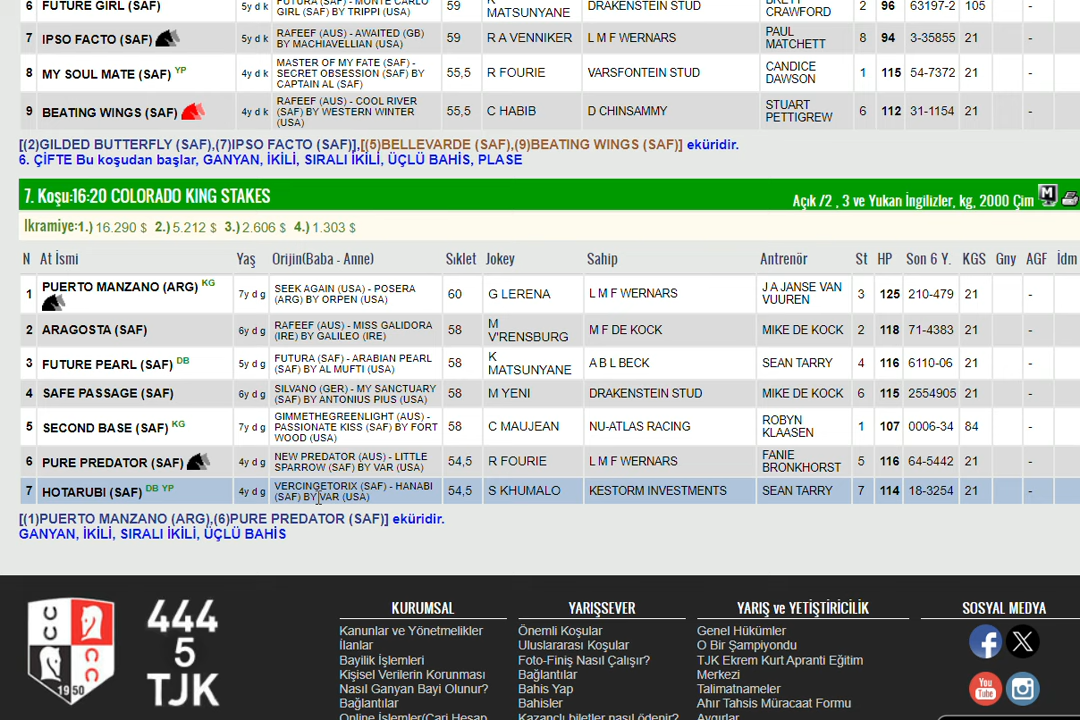 6 FUTURE GIRL (SAF) 5y d k FUTURA (SAF) - MONTE CARLO GIRL (SAF) BY TRIPPI (USA) 59 K MATSUNYANE DRAKENSTEIN STUD BRETT CRAWFORD 2 96 63197-2 105 -
7 IPSO FACTO (SAF) 5y d k RAFEEF (AUS) - AWAITED (GB) BY MACHIAVELLIAN (USA) 59 R A VENNIKER L M F WERNARS PAUL MATCHETT 8 94 3-35855 21 -
8 MY SOUL MATE (SAF) YP 4y d k MASTER OF MY FATE (SAF) - SECRET OBSESSION (SAF) BY CAPTAIN AL (SAF) 55,5 R FOURIE VARSFONTEIN STUD CANDICE DAWSON 1 115 54-7372 21 -
9 BEATING WINGS (SAF) 4y d k RAFEEF (AUS) - COOL RIVER (SAF) BY WESTERN WINTER (USA) 55,5 C HABIB D CHINSAMMY STUART PETTIGREW 6 112 31-1154 21 -
[(2)GILDED BUTTERFLY (SAF),(7)IPSO FACTO (SAF)],[(5)BELLEVARDE (SAF),(9)BEATING WINGS (SAF)] eküridir.
6. ÇİFTE Bu koşudan başlar, GANYAN, İKİLİ, SIRALI İKİLİ, ÜÇLÜ BAHİS, PLASE
7. Koşu:16:20 COLORADO KING STAKES
Açık /2 , 3 ve Yukarı İngilizler, kg, 2000 Çim M
Ikramiye:1.) 16.290 $ 2.) 5.212 $ 3.) 2.606 $ 4.) 1.303 $
N At İsmi Yaş Orijin(Baba - Anne) Sıklet Jokey Sahip Antrenör St HP Son 6 Y. KGS Gny AGF İdm
1 PUERTO MANZANO (ARG) KG 7y d g SEEK AGAIN (USA) - POSERA (ARG) BY ORPEN (USA) 60 G LERENA L M F WERNARS J A JANSE VAN VUUREN 3 125 210-479 21 -
2 ARAGOSTA (SAF) 6y d g RAFEEF (AUS) - MISS GALIDORA (IRE) BY GALILEO (IRE) 58 M V'RENSBURG M F DE KOCK MIKE DE KOCK 2 118 71-4383 21 -
3 FUTURE PEARL (SAF) DB 5y d g FUTURA (SAF) - ARABIAN PEARL (SAF) BY AL MUFTI (USA) 58 K MATSUNYANE A B L BECK SEAN TARRY 4 116 6110-06 21 -
4 SAFE PASSAGE (SAF) 6y d g SILVANO (GER) - MY SANCTUARY (SAF) BY ANTONIUS PIUS (USA) 58 M YENI DRAKENSTEIN STUD MIKE DE KOCK 6 115 2554905 21 -
5 SECOND BASE (SAF) KG 7y d g GIMMETHEGREENLIGHT (AUS) - PASSIONATE KISS (SAF) BY FORT WOOD (USA) 58 C MAUJEAN NU-ATLAS RACING ROBYN KLAASEN 1 107 0006-34 84 -
6 PURE PREDATOR (SAF) 4y d g NEW PREDATOR (AUS) - LITTLE SPARROW (SAF) BY VAR (USA) 54,5 R FOURIE L M F WERNARS FANIE BRONKHORST 5 116 64-5442 21 -
7 HOTARUBI (SAF) DB YP 4y d g VERCINGETORIX (SAF) - HANABI (SAF) BY VAR (USA) 54,5 S KHUMALO KESTORM INVESTMENTS SEAN TARRY 7 114 18-3254 21 -
[(1)PUERTO MANZANO (ARG),(6)PURE PREDATOR (SAF)] eküridir.
GANYAN, İKİLİ, SIRALI İKİLİ, ÜÇLÜ BAHİS
1950
444
5
TJK
KURUMSAL YARIŞSEVER YARIŞ ve YETİŞTİRİCİLİK SOSYAL MEDYA
Kanunlar ve Yönetmelikler Önemli Koşular Genel Hükümler
İlanlar Uluslararası Koşular O Bir Şampiyondu
Bayilik İşlemleri Foto-Finiş Nasıl Çalışır? TJK Ekrem Kurt Apranti Eğitim
Kişisel Verilerin Korunması Bağlantılar Merkezi
Nasıl Ganyan Bayi Olunur? Bahis Yap Talimatnameler
Bağlantılar Bahisler Ahır Tahsis Müracaat Formu
Online İşlemler(Cari Hesap Kazançlı biletler nasıl ödenir? Aygırlar
You Tube